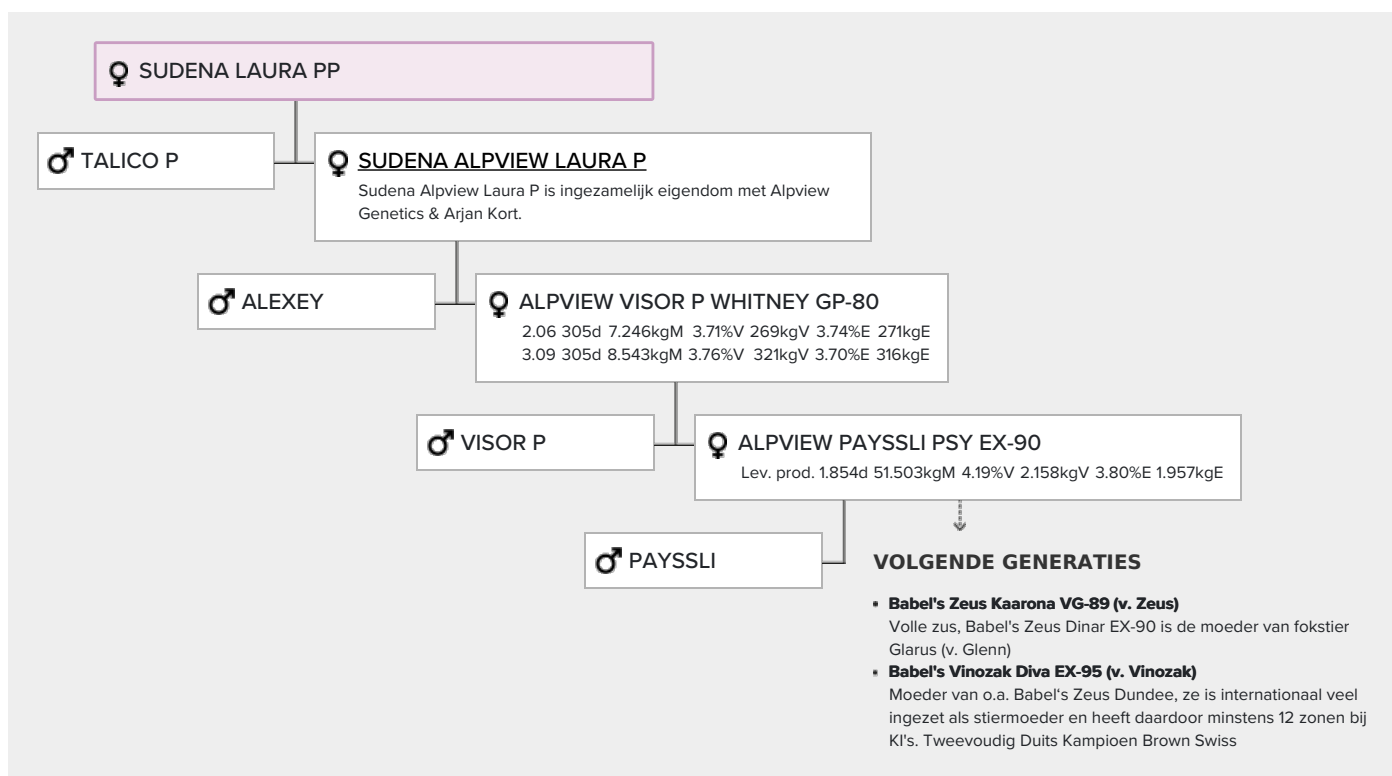 SUDENA LAURA PP
TALICO P
SUDENA ALPVIEW LAURA P
Sudena Alpview Laura P is ingezamelijk eigendom met Alpview
Genetics & Arjan Kort.
ALEXEY
ALPVIEW VISOR P WHITNEY GP-80
2.06 305d 7.246kgM 3.71%V 269kgV 3.74%E 271kgE
3.09 305d 8.543kgM 3.76%V 321kgV 3.70%E 316kgE
VISOR P
ALPVIEW PAYSSLI PSY EX-90
Lev. prod. 1.854d 51.503kgM 4.19%V 2.158kgV 3.80%E 1.957kgE
PAYSSLI
VOLGENDE GENERATIES
• Babel's Zeus Kaarona VG-89 (v. Zeus)
Volle zus, Babel's Zeus Dinar EX-90 is de moeder van fokstier
Glarus (v. Glenn)
• Babel's Vinozak Diva EX-95 (v. Vinozak)
Moeder van o.a. Babel‘s Zeus Dundee, ze is internationaal veel
ingezet als stiermoeder en heeft daardoor minstens 12 zonen bij
KI's. Tweevoudig Duits Kampioen Brown Swiss